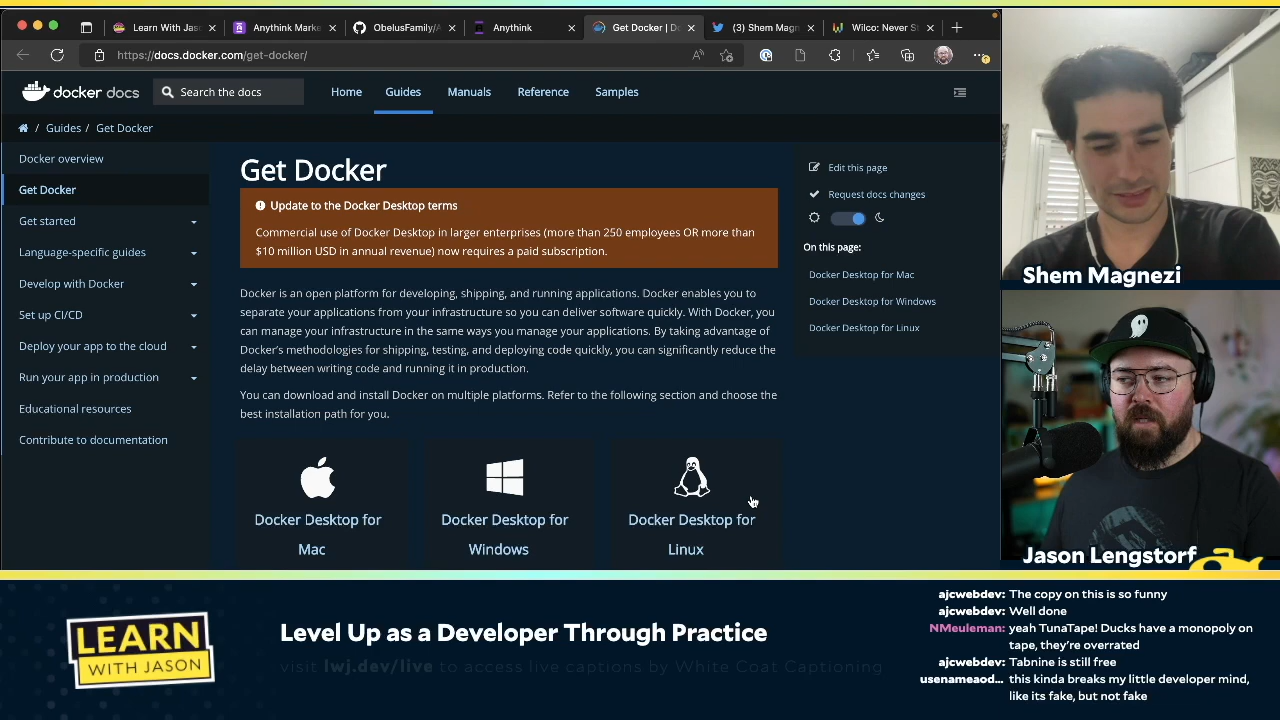 Learn With Jas
Anythink Marke
ObelusFamily/A
Anythink
Get Docker | Do
(3) Shem Magn
Wilco: Never St
https://docs.docker.com/get-docker/
docker docs
Search the docs
Home
Guides
Manuals
Reference
Samples
/ Guides / Get Docker
Docker overview
Get Docker
Get started
Language-specific guides
Develop with Docker
Set up CI/CD
Deploy your app to the cloud
Run your app in production
Educational resources
Contribute to documentation
Get Docker
Update to the Docker Desktop terms
Commercial use of Docker Desktop in larger enterprises (more than 250 employees OR more than
$10 million USD in annual revenue) now requires a paid subscription.
Docker is an open platform for developing, shipping, and running applications. Docker enables you to
separate your applications from your infrastructure so you can deliver software quickly. With Docker, you
can manage your infrastructure in the same ways you manage your applications. By taking advantage of
Docker's methodologies for shipping, testing, and deploying code quickly, you can significantly reduce the
delay between writing code and running it in production.
You can download and install Docker on multiple platforms. Refer to the following section and choose the
best installation path for you.
Docker Desktop for
Mac
Docker Desktop for
Windows
Docker Desktop for
Linux
Edit this page
Request docs changes
On this page:
Docker Desktop for Mac
Docker Desktop for Windows
Docker Desktop for Linux
Shem Magnezi
Jason Lengstorf
LEARN
WITH JASON
Level Up as a Developer Through Practice
visit lwj.dev/live to access live captions by White Coat Captioning
ajcwebdev: The copy on this is so funny
ajcwebdev: Well done
NMeuleman: yeah TunaTape! Ducks have a monopoly on
tape, they're overrated
ajcwebdev: Tabnine is still free
usenameaod... this kinda breaks my little developer mind,
like its fake, but not fake